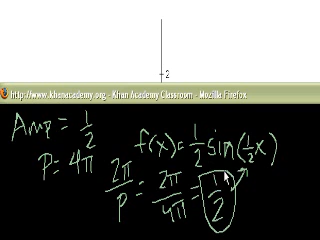 2
http://www.khanacademy.org - Khan Academy Classroom - Mozilla Firefox
Amp = 1/2
P = 4π
f(x) = 1/2 sin(1/2 x)
2π/P = 2π/4π = 1/2